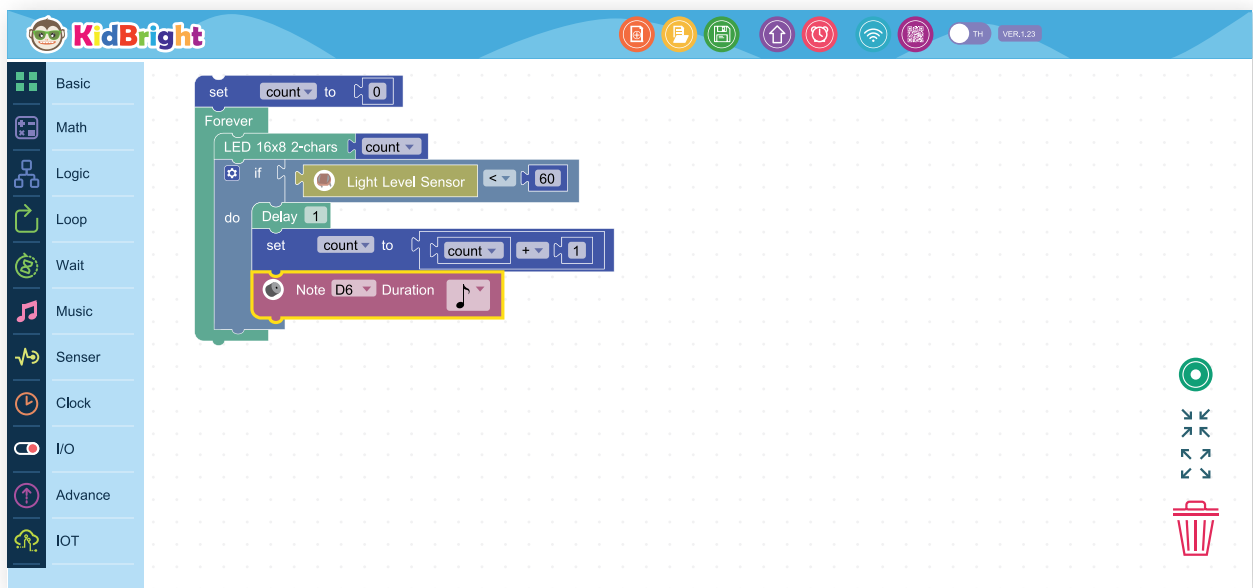 KidBright
TH
VER.1.23
Basic
Math
Logic
Loop
Wait
Music
Senser
Clock
I/O
Advance
IOT
set count to 0
Forever
LED 16x8 2-chars count
if Light Level Sensor < 60
do Delay 1
set count to count + 1
Note D6 Duration